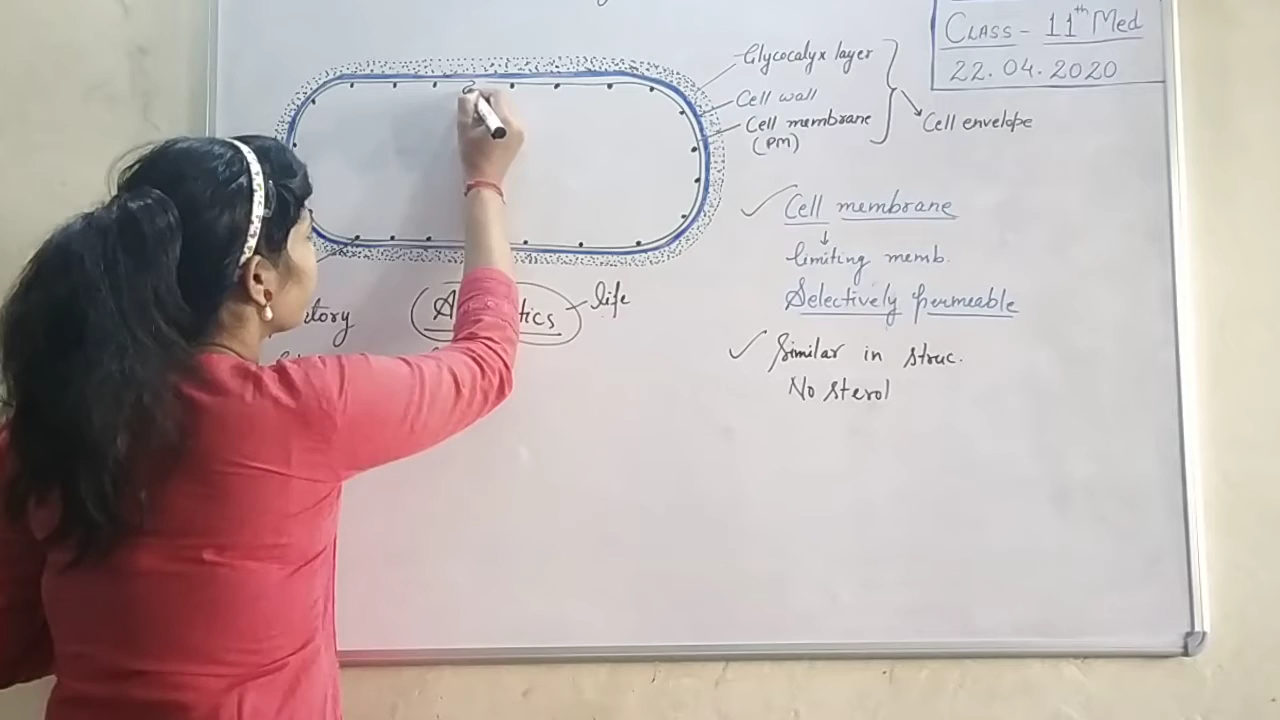 CLASS - 11th Med
22.04.2020
Glycocalyx layer
Cell wall
Cell membrane
(PM)
Cell envelope
✓ Cell membrane
↓
limiting memb.
Selectively permeable
life
✓ Similar in struc.
No sterol